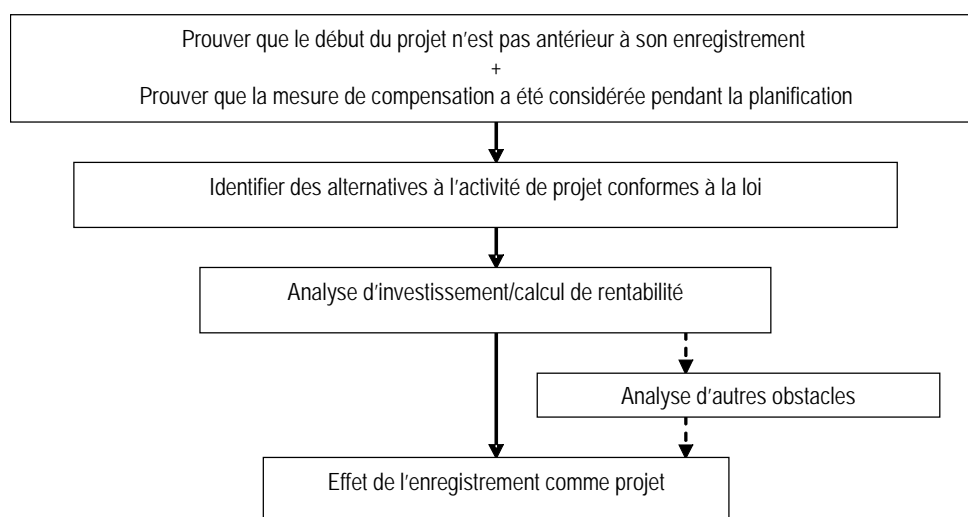 Prouver que le début du projet n’est pas antérieur à son enregistrement
+
Prouver que la mesure de compensation a été considérée pendant la planification
Identifier des alternatives à l’activité de projet conformes à la loi
Analyse d’investissement/calcul de rentabilité
Analyse d’autres obstacles
Effet de l’enregistrement comme projet